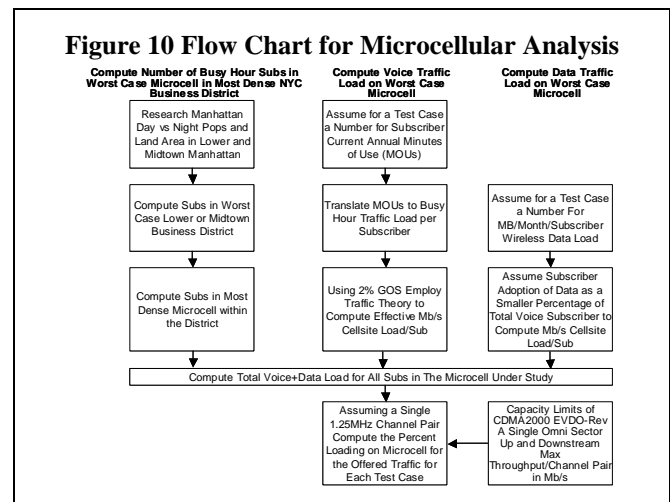 Figure 10 Flow Chart for Microcellular Analysis
Compute Number of Busy Hour Subs in
Worst Case Microcell in Most Dense NYC
Business District
Research Manhattan
Day vs Night Pops and
Land Area in Lower and
Midtown Manhattan
Compute Subs in Worst
Case Lower or Midtown
Business District
Compute Subs in Most
Dense Microcell within
the District
Compute Voice Traffic
Load on Worst Case
Microcell
Assume for a Test Case
a Number for Subscriber
Current Annual Minutes
of Use (MOUs)
Translate MOUs to Busy
Hour Traffic Load per
Subscriber
Using 2% GOS Employ
Traffic Theory to
Compute Effective Mb/s
Cellsite Load/Sub
Compute Data Traffic
Load on Worst Case
Microcell
Assume for a Test Case
a Number For
MB/Month/Subscriber
Wireless Data Load
Assume Subscriber
Adoption of Data as a
Smaller Percentage of
Total Voice Subscriber to
Compute Mb/s Cellsite
Load/Sub
Compute Total Voice+Data Load for All Subs in The Microcell Under Study
Assuming a Single
1.25MHz Channel Pair
Compute the Percent
Loading on Microcell for
the Offered Traffic for
Each Test Case
Capacity Limits of
CDMA2000 EVDO-Rev
A Single Omni Sector
Up and Downstream
Max
Throughput/Channel Pair
in Mb/s